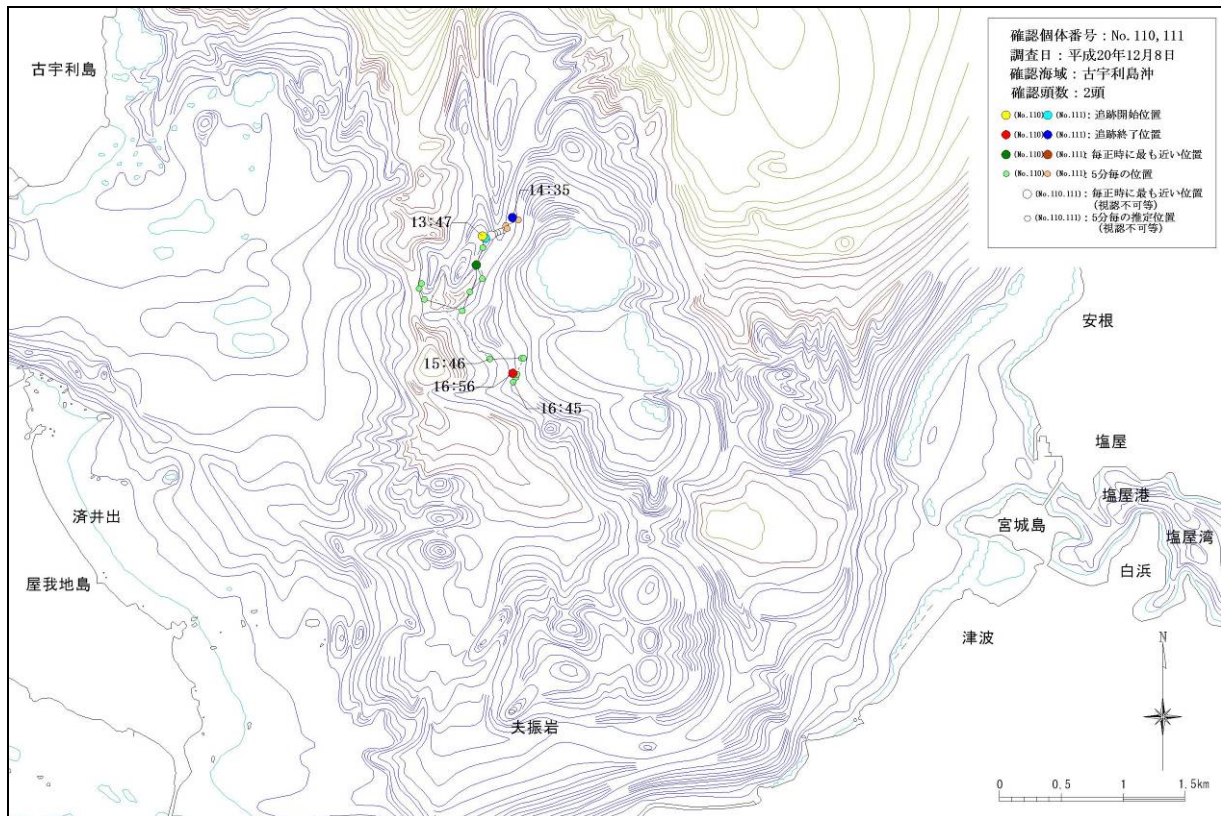 確認個体番号：No. 110, 111
調査日：平成20年12月8日
確認海域：古宇利島沖
確認頭数：2頭
(No.110) (No.111)：追跡開始位置
(No.110) (No.111)：追跡終了位置
(No.110) (No.111)：毎正時に最も近い位置
(No.110) (No.111)：5分毎の位置
(No.110.111)：毎正時に最も近い位置
(視認不可等)
(No.110.111)：5分毎の推定位置
(視認不可等)
古宇利島
14:35
13:47
安根
15:46
16:56
16:45
塩屋
塩屋港
済井出
宮城島
塩屋湾
白浜
屋我地島
津波
N
夫振岩
0 0.5 1 1.5km